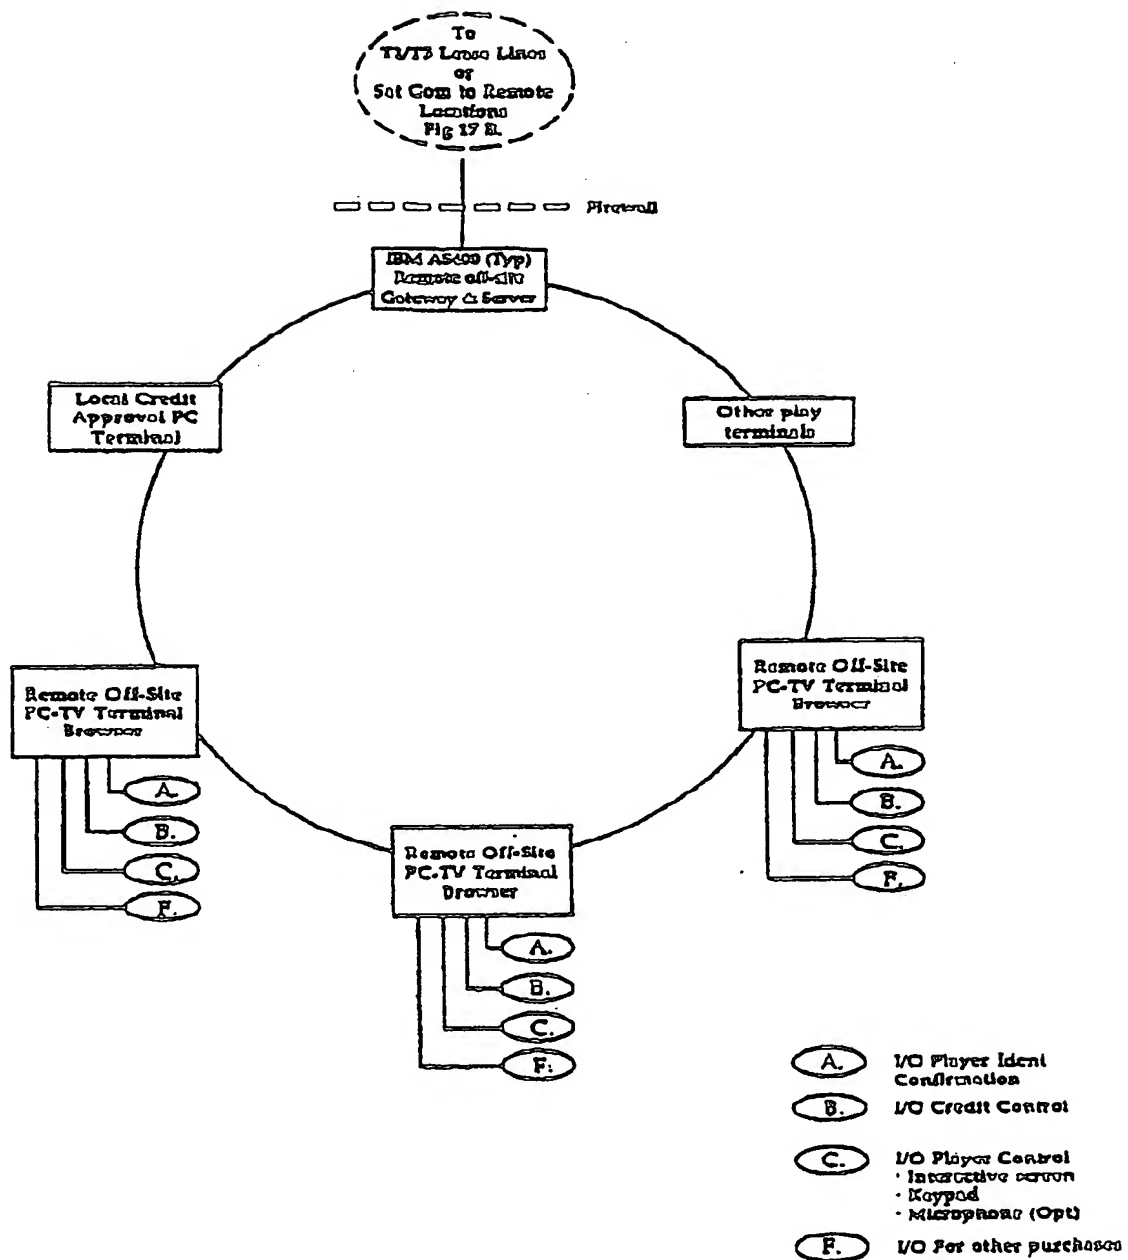 To
T1/T3 Lease Lines
or
Sat Com to Remote
Locations
Fig 17 B.
Firewall
IBM AS400 (Typ)
Remote off-site
Gateway & Server
Local Credit
Approval PC
Terminal
Other play
terminals
Remote Off-Site
PC-TV Terminal
Browser
A.
B.
C.
F.
Remote Off-Site
PC-TV Terminal
Browser
A.
B.
C.
F.
Remote Off-Site
PC-TV Terminal
Browser
A.
B.
C.
F.
A. I/O Player Ident
Confirmation
B. I/O Credit Control
C. I/O Player Control
· Interactive screen
· Keypad
· Microphone (Opt)
F. I/O For other purchases